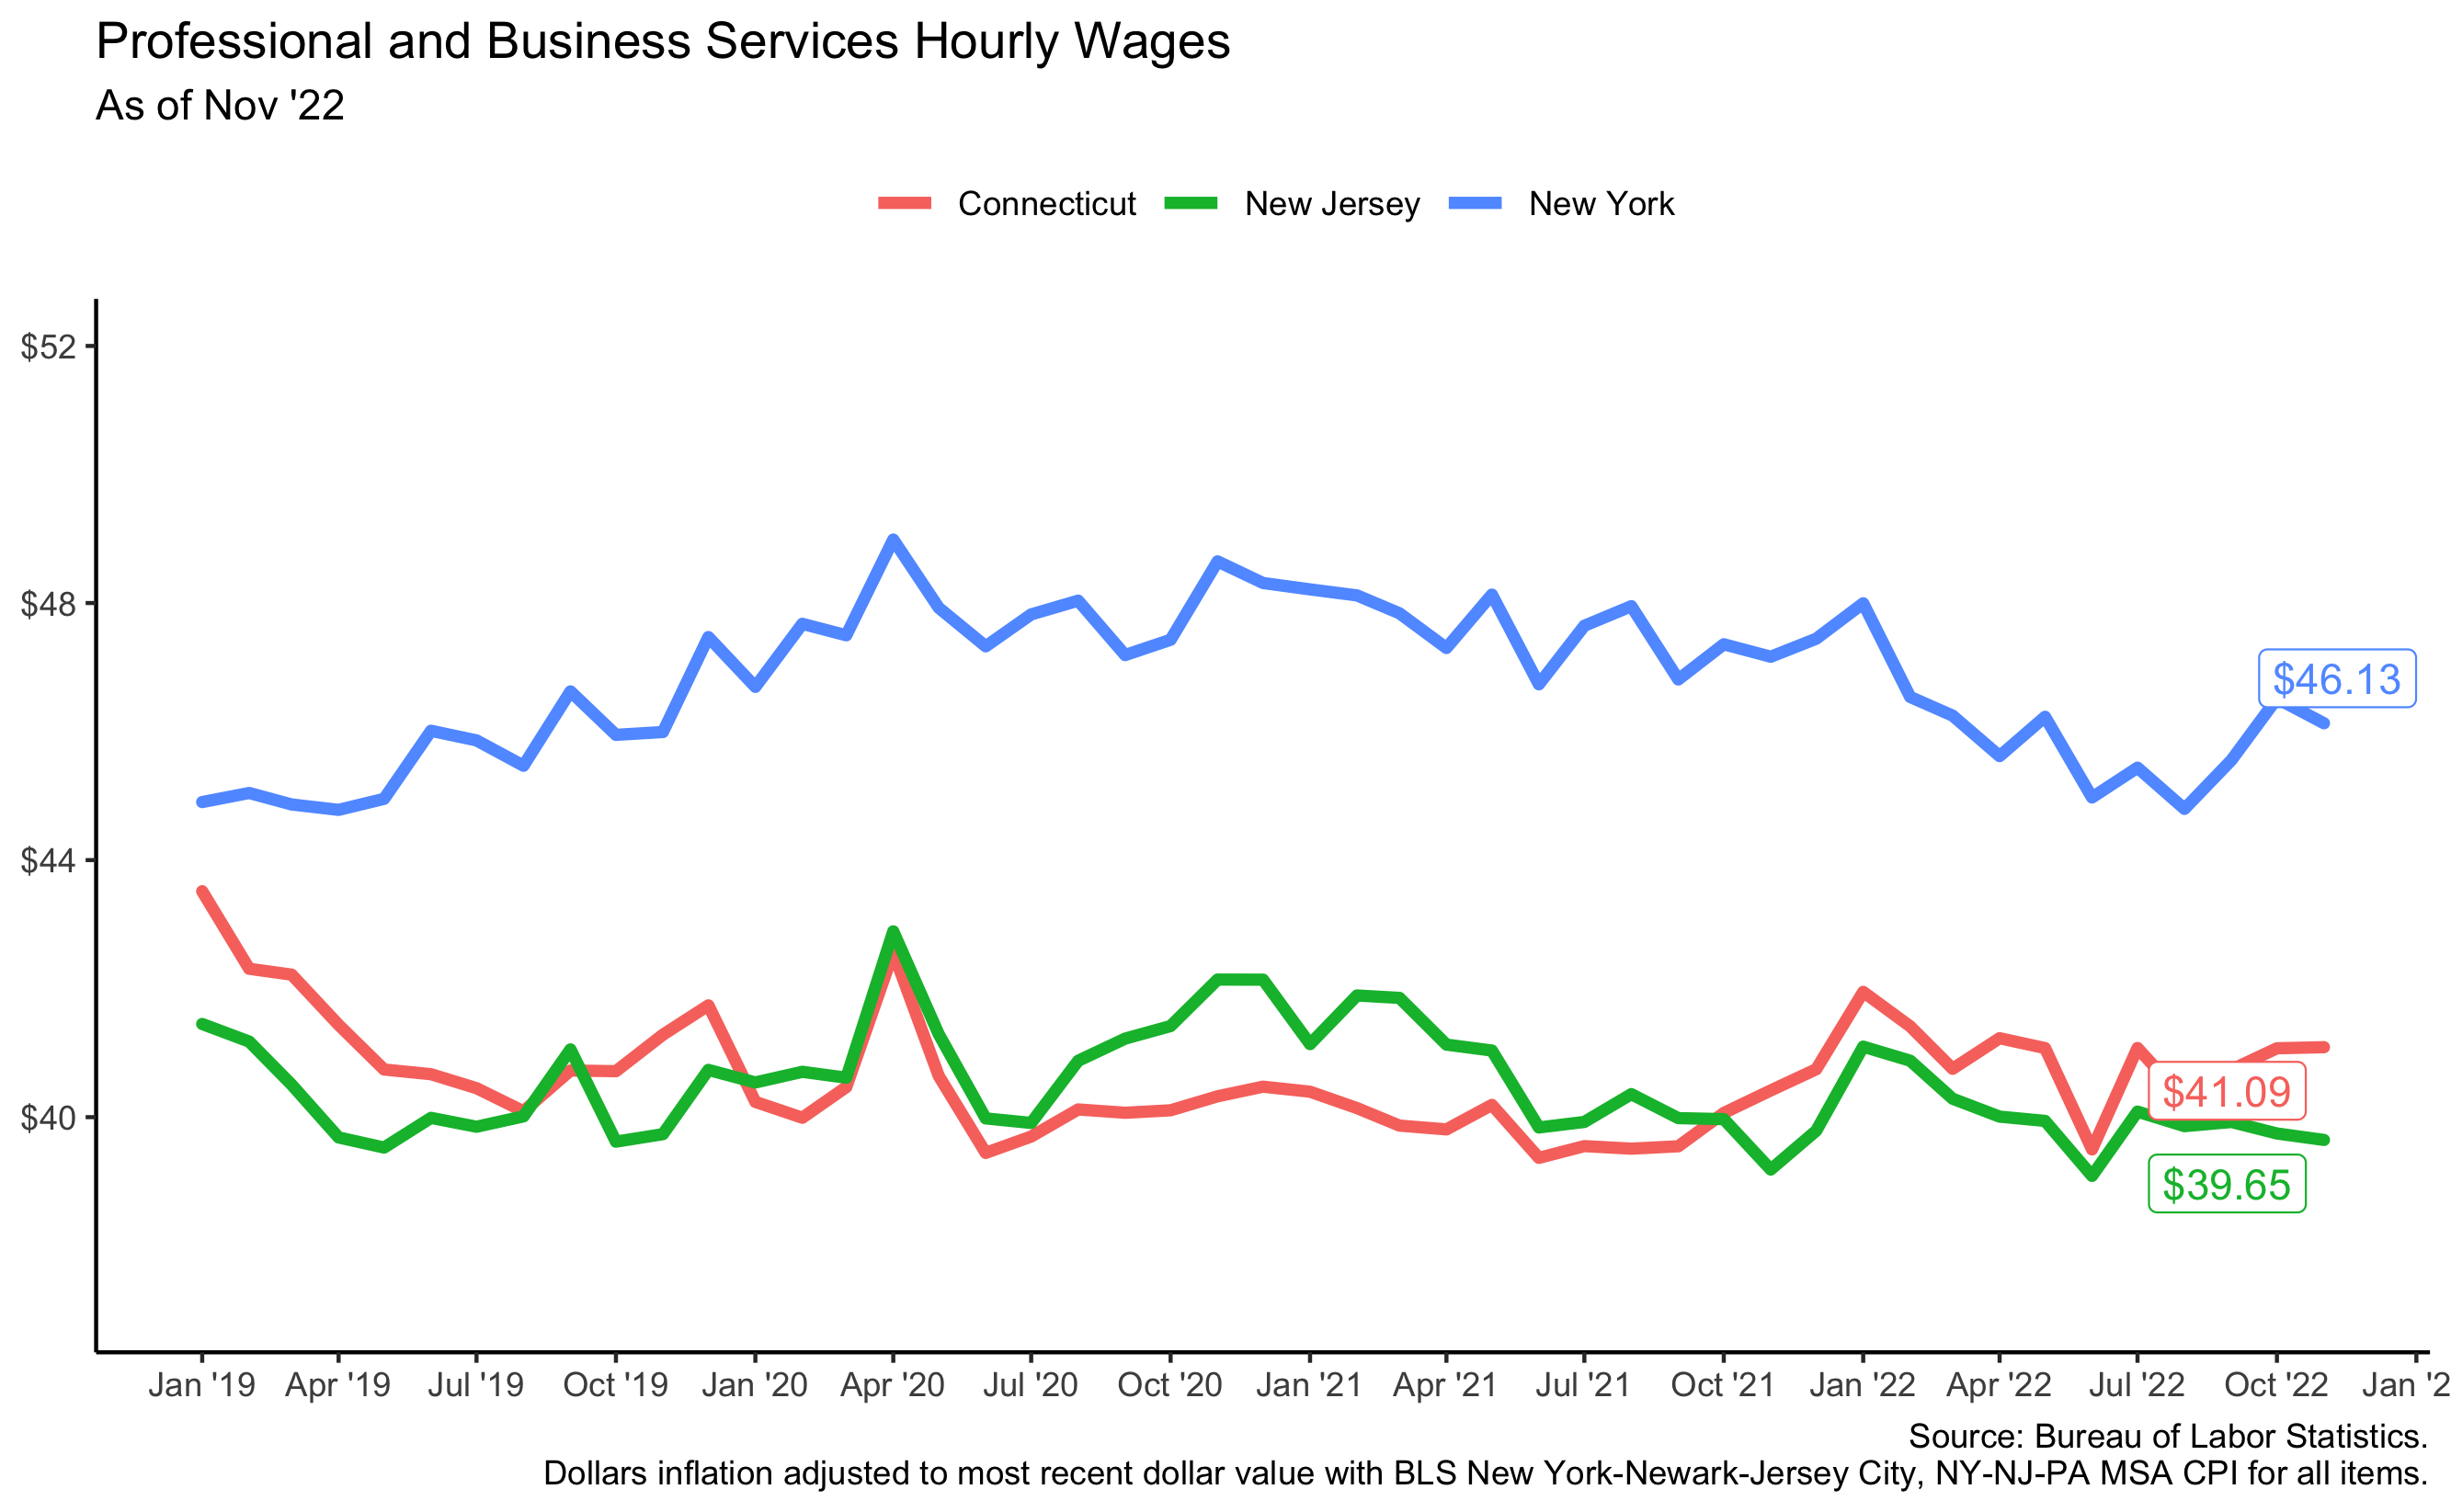 Professional and Business Services Hourly Wages
As of Nov '22
Connecticut New Jersey New York
$52
$48
$46.13
$44
$41.09
$40
$39.65
Jan '19 Apr '19 Jul '19 Oct '19 Jan '20 Apr '20 Jul '20 Oct '20 Jan '21 Apr '21 Jul '21 Oct '21 Jan '22 Apr '22 Jul '22 Oct '22 Jan '2
Source: Bureau of Labor Statistics.
Dollars inflation adjusted to most recent dollar value with BLS New York-Newark-Jersey City, NY-NJ-PA MSA CPI for all items.